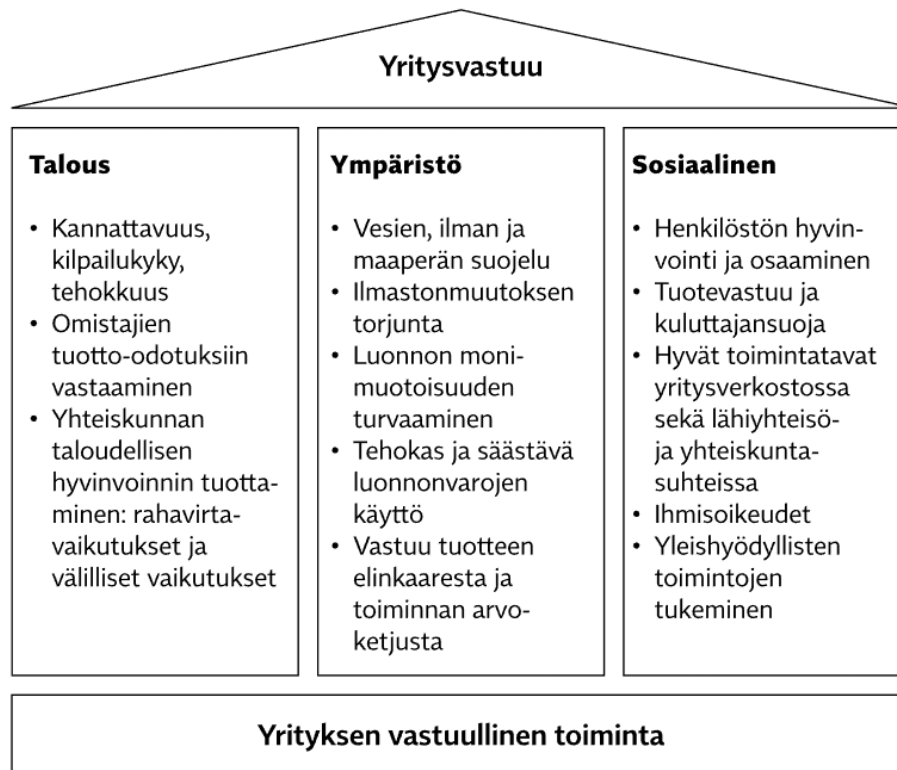 Yritysvastuu
Talous
• Kannattavuus,
kilpailukyky,
tehokkuus
• Omistajien
tuotto-odotuksiin
vastaaminen
• Yhteiskunnan
taloudellisen
hyvinvoinnin tuotta-
minen: rahavirta-
vaikutukset ja
välilliset vaikutukset
Ympäristö
• Vesien, ilman ja
maaperän suojelu
• Ilmastonmuutoksen
torjunta
• Luonnon moni-
muotoisuuden
turvaaminen
• Tehokas ja säästävä
luonnonvarojen
käyttö
• Vastuu tuotteen
elinkaaresta ja
toiminnan arvo-
ketjusta
Sosiaalinen
• Henkilöstön hyvin-
vointi ja osaaminen
• Tuotevastuu ja
kuluttajansuoja
• Hyvät toimintatavat
yritysverkostossa
sekä lähiyhteisö-
ja yhteiskunta-
suhteissa
• Ihmisoikeudet
• Yleishyödyllisten
toimintojen
tukeminen
Yrityksen vastuullinen toiminta